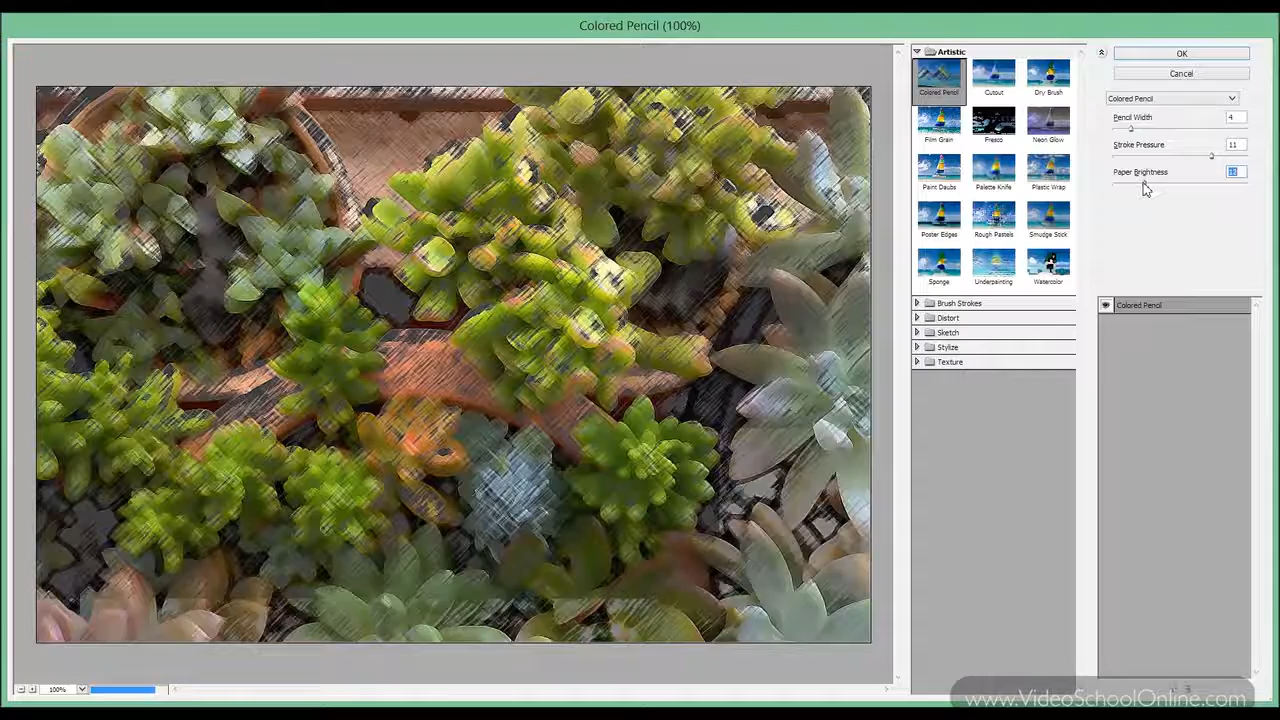 Colored Pencil (100%)
Artistic
Colored Pencil
Cutout
Dry Brush
Film Grain
Fresco
Neon Glow
Paint Daubs
Palette Knife
Plastic Wrap
Poster Edges
Rough Pastels
Smudge Stick
Sponge
Underpainting
Watercolor
Brush Strokes
Distort
Sketch
Stylize
Texture
OK
Cancel
Colored Pencil
Pencil Width 4
Stroke Pressure 11
Paper Brightness
Colored Pencil
100%
www.VideoSchoolOnline.com